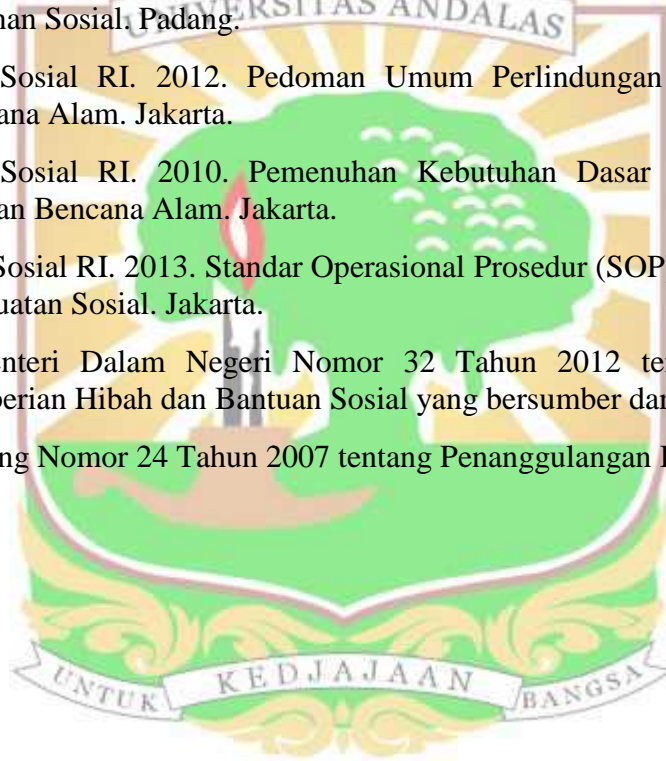 nan Sosial. Padang.
UNIVERSITAS ANDALAS
Sosial RI. 2012. Pedoman Umum Perlindungan
ana Alam. Jakarta.
Sosial RI. 2010. Pemenuhan Kebutuhan Dasar
an Bencana Alam. Jakarta.
Sosial RI. 2013. Standar Operasional Prosedur (SOP
uatan Sosial. Jakarta.
enteri Dalam Negeri Nomor 32 Tahun 2012 te
berian Hibah dan Bantuan Sosial yang bersumber dar
ng Nomor 24 Tahun 2007 tentang Penanggulangan
UNTUK KEDJAJAAN BANGSA